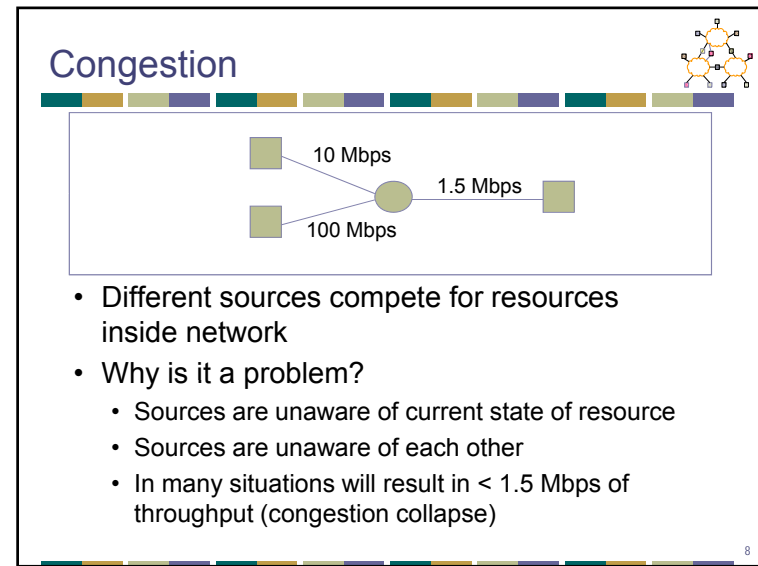 Congestion
10 Mbps
1.5 Mbps
100 Mbps
• Different sources compete for resources
inside network
• Why is it a problem?
• Sources are unaware of current state of resource
• Sources are unaware of each other
• In many situations will result in < 1.5 Mbps of
throughput (congestion collapse)
8